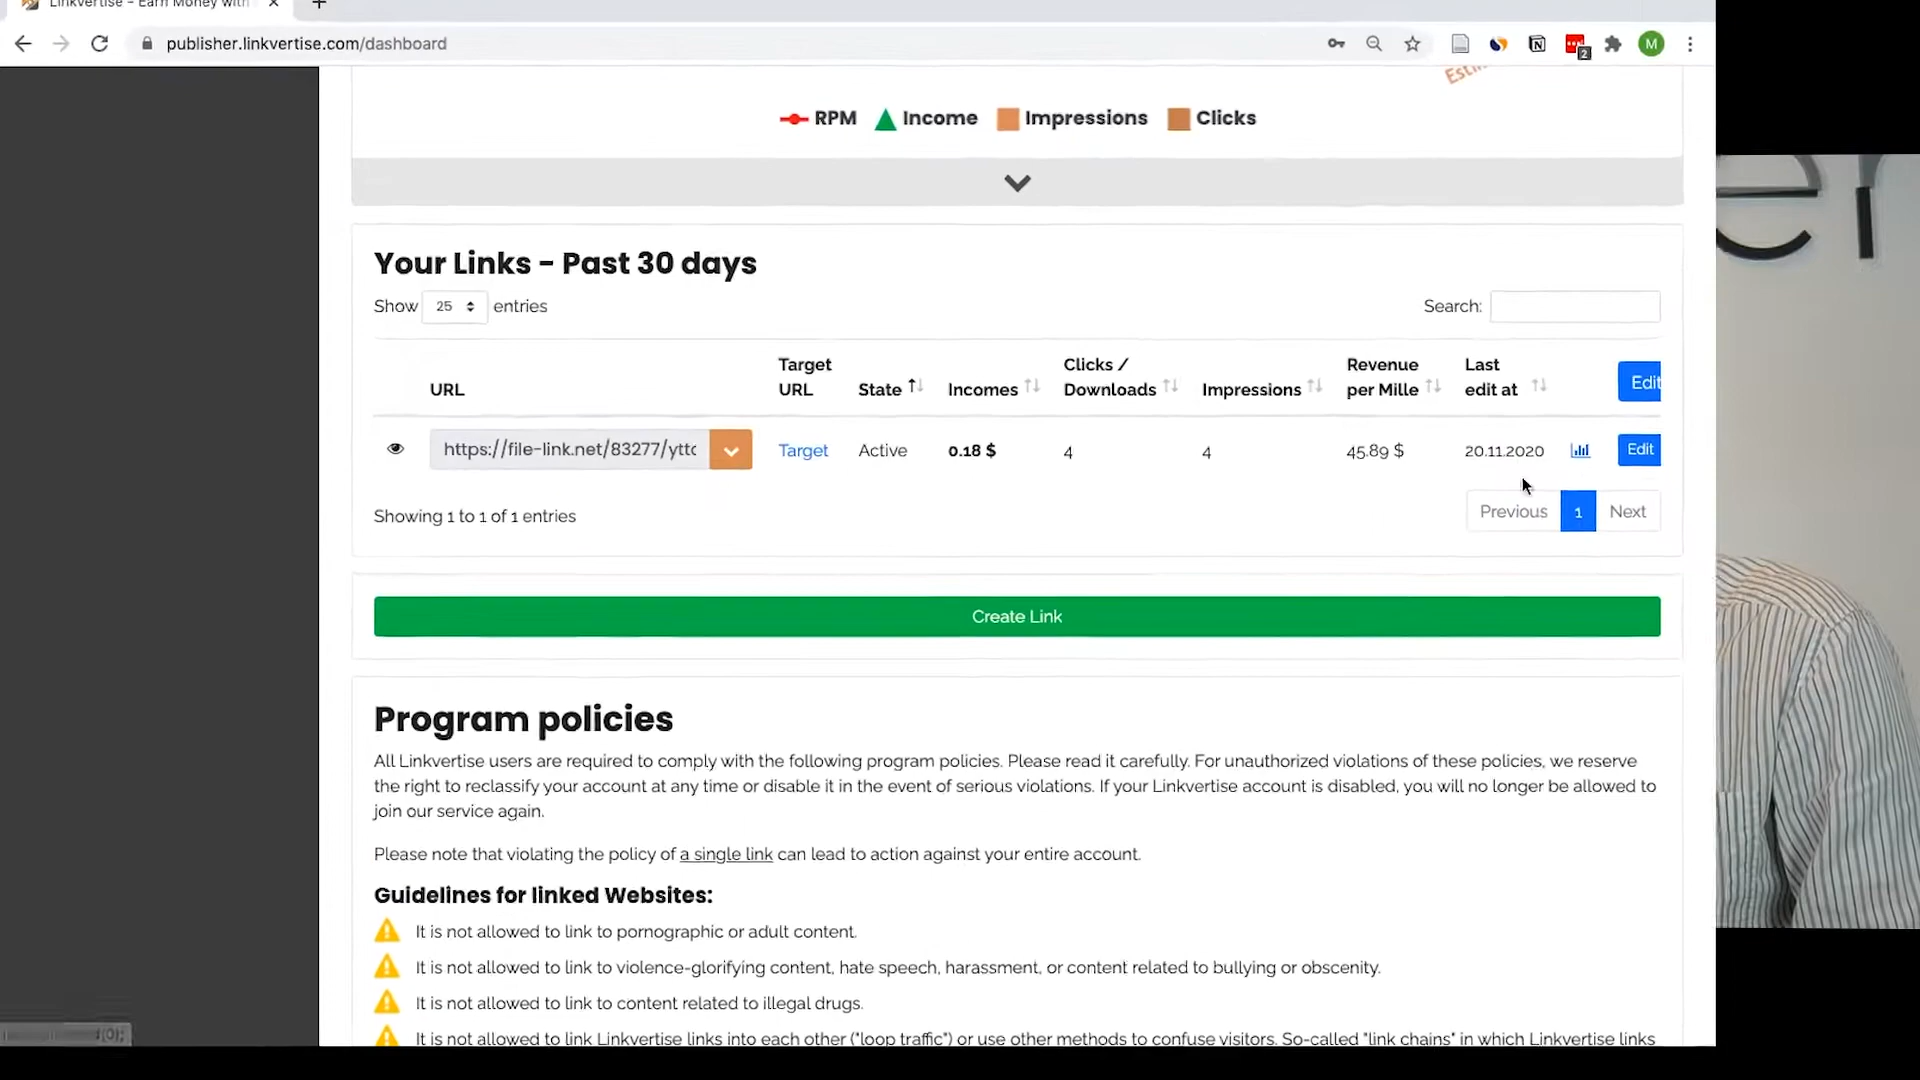 Linkvertise - Earn Money with
publisher.linkvertise.com/dashboard
2
M
RPM Income Impressions Clicks
Your Links - Past 30 days
Show 25 entries
Search:
URL Target URL State Incomes Clicks / Downloads Impressions Revenue per Mille Last edit at Edit
https://file-link.net/83277/yttc Target Active 0.18 $ 4 4 45.89 $ 20.11.2020 Edit
Showing 1 to 1 of 1 entries
Previous 1 Next
Create Link
Program policies
All Linkvertise users are required to comply with the following program policies. Please read it carefully. For unauthorized violations of these policies, we reserve
the right to reclassify your account at any time or disable it in the event of serious violations. If your Linkvertise account is disabled, you will no longer be allowed to
join our service again.
Please note that violating the policy of a single link can lead to action against your entire account.
Guidelines for linked Websites:
It is not allowed to link to pornographic or adult content.
It is not allowed to link to violence-glorifying content, hate speech, harassment, or content related to bullying or obscenity.
It is not allowed to link to content related to illegal drugs.
It is not allowed to link Linkvertise links into each other ("loop traffic") or use other methods to confuse visitors. So-called "link chains" in which Linkvertise links
er